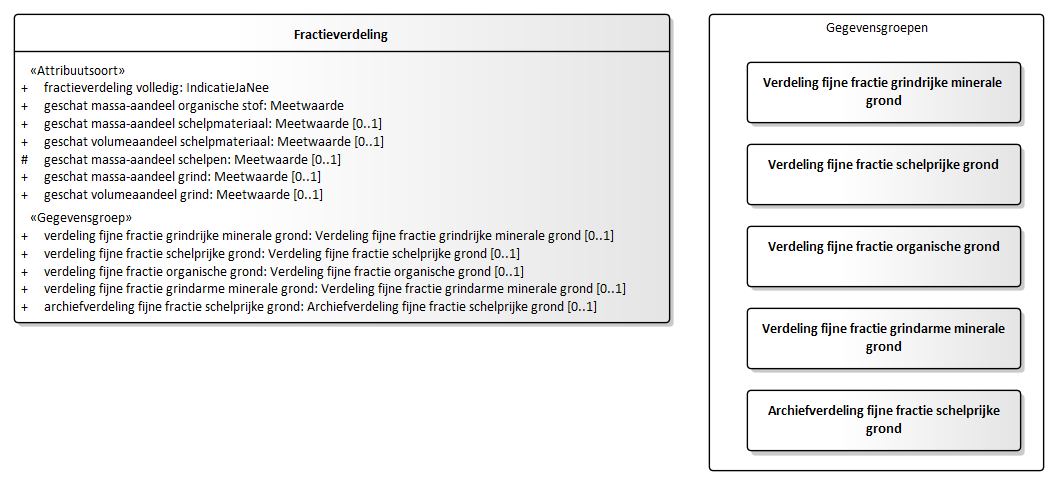 Fractieverdeling
«Attribuutsoort»
+ fractieverdeling volledig: IndicatieJaNee
+ geschat massa-aandeel organische stof: Meetwaarde
+ geschat massa-aandeel schelpmateriaal: Meetwaarde [0..1]
+ geschat volumeaandeel schelpmateriaal: Meetwaarde [0..1]
# geschat massa-aandeel schelpen: Meetwaarde [0..1]
+ geschat massa-aandeel grind: Meetwaarde [0..1]
+ geschat volumeaandeel grind: Meetwaarde [0..1]
«Gegevensgroep»
+ verdeling fijne fractie grindrijke minerale grond: Verdeling fijne fractie grindrijke minerale grond [0..1]
+ verdeling fijne fractie schelprijke grond: Verdeling fijne fractie schelprijke grond [0..1]
+ verdeling fijne fractie organische grond: Verdeling fijne fractie organische grond [0..1]
+ verdeling fijne fractie grindarme minerale grond: Verdeling fijne fractie grindarme minerale grond [0..1]
+ archiefverdeling fijne fractie schelprijke grond: Archiefverdeling fijne fractie schelprijke grond [0..1]
Gegevensgroepen
Verdeling fijne fractie grindrijke minerale
grond
Verdeling fijne fractie schelprijke grond
Verdeling fijne fractie organische grond
Verdeling fijne fractie grindarme minerale
grond
Archiefverdeling fijne fractie schelprijke
grond